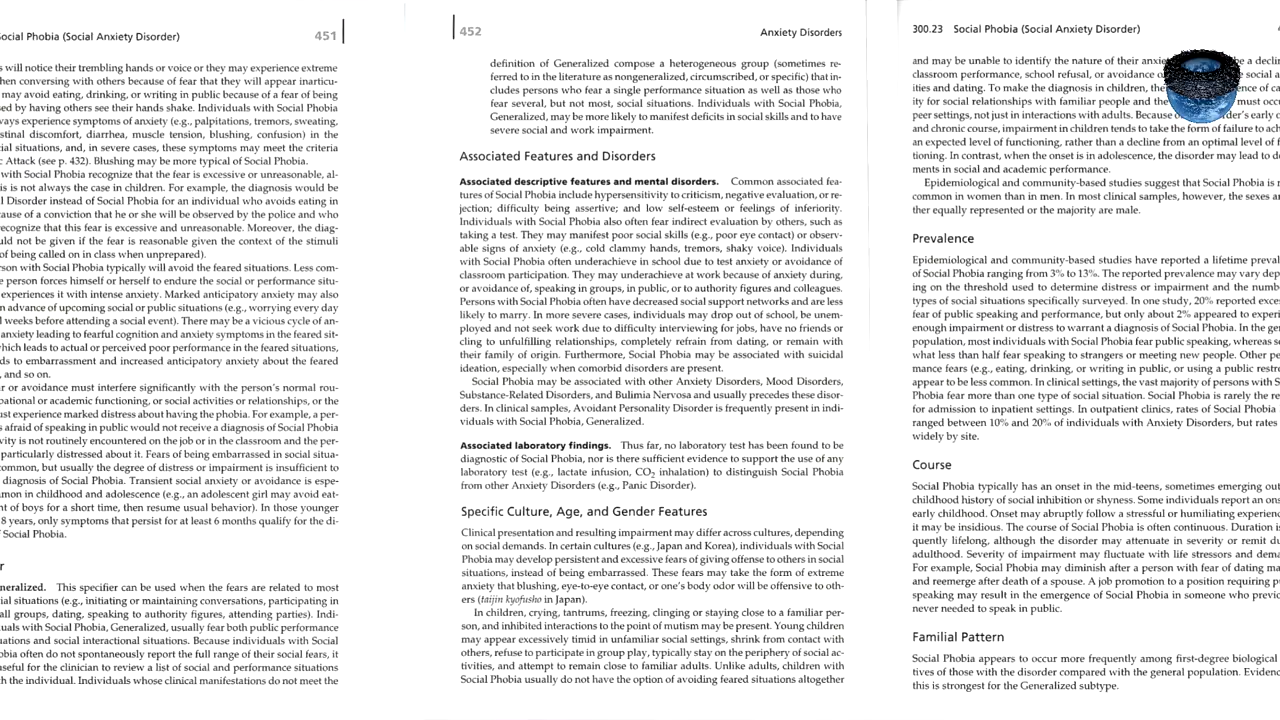 Social Phobia (Social Anxiety Disorder) 451
s will notice their trembling hands or voice or they may experience extreme
hen conversing with others because of fear that they will appear inarticu-
may avoid eating, drinking, or writing in public because of a fear of being
sed by having others see their hands shake. Individuals with Social Phobia
ways experience symptoms of anxiety (e.g., palpitations, tremors, sweating,
stinal discomfort, diarrhea, muscle tension, blushing, confusion) in the
cial situations, and, in severe cases, these symptoms may meet the criteria
c Attack (see p. 432). Blushing may be more typical of Social Phobia.
with Social Phobia recognize that the fear is excessive or unreasonable, al-
is is not always the case in children. For example, the diagnosis would be
l Disorder instead of Social Phobia for an individual who avoids eating in
cause of a conviction that he or she will be observed by the police and who
recognize that this fear is excessive and unreasonable. Moreover, the diag-
uld not be given if the fear is reasonable given the context of the stimuli
of being called on in class when unprepared).
rson with Social Phobia typically will avoid the feared situations. Less com-
e person forces himself or herself to endure the social or performance situ-
experiences it with intense anxiety. Marked anticipatory anxiety may also
n advance of upcoming social or public situations (e.g., worrying every day
l weeks before attending a social event). There may be a vicious cycle of an-
anxiety leading to fearful cognition and anxiety symptoms in the feared sit-
which leads to actual or perceived poor performance in the feared situations,
ds to embarrassment and increased anticipatory anxiety about the feared
, and so on.
ar or avoidance must interfere significantly with the person's normal rou-
pational or academic functioning, or social activities or relationships, or the
ust experience marked distress about having the phobia. For example, a per-
s afraid of speaking in public would not receive a diagnosis of Social Phobia
vity is not routinely encountered on the job or in the classroom and the per-
particularly distressed about it. Fears of being embarrassed in social situa-
common, but usually the degree of distress or impairment is insufficient to
diagnosis of Social Phobia. Transient social anxiety or avoidance is espe-
mon in childhood and adolescence (e.g., an adolescent girl may avoid eat-
nt of boys for a short time, then resume usual behavior). In those younger
8 years, only symptoms that persist for at least 6 months qualify for the di-
f Social Phobia.
r
neralized. This specifier can be used when the fears are related to most
ial situations (e.g., initiating or maintaining conversations, participating in
all groups, dating, speaking to authority figures, attending parties). Indi-
uals with Social Phobia, Generalized, usually fear both public performance
uations and social interactional situations. Because individuals with Social
obia often do not spontaneously report the full range of their social fears, it
useful for the clinician to review a list of social and performance situations
th the individual. Individuals whose clinical manifestations do not meet the
452 Anxiety Disorders
definition of Generalized compose a heterogeneous group (sometimes re-
ferred to in the literature as nongeneralized, circumscribed, or specific) that in-
cludes persons who fear a single performance situation as well as those who
fear several, but not most, social situations. Individuals with Social Phobia,
Generalized, may be more likely to manifest deficits in social skills and to have
severe social and work impairment.
Associated Features and Disorders
Associated descriptive features and mental disorders. Common associated fea-
tures of Social Phobia include hypersensitivity to criticism, negative evaluation, or re-
jection; difficulty being assertive; and low self-esteem or feelings of inferiority.
Individuals with Social Phobia also often fear indirect evaluation by others, such as
taking a test. They may manifest poor social skills (e.g., poor eye contact) or observ-
able signs of anxiety (e.g., cold clammy hands, tremors, shaky voice). Individuals
with Social Phobia often underachieve in school due to test anxiety or avoidance of
classroom participation. They may underachieve at work because of anxiety during,
or avoidance of, speaking in groups, in public, or to authority figures and colleagues.
Persons with Social Phobia often have decreased social support networks and are less
likely to marry. In more severe cases, individuals may drop out of school, be unem-
ployed and not seek work due to difficulty interviewing for jobs, have no friends or
cling to unfulfilling relationships, completely refrain from dating, or remain with
their family of origin. Furthermore, Social Phobia may be associated with suicidal
ideation, especially when comorbid disorders are present.
Social Phobia may be associated with other Anxiety Disorders, Mood Disorders,
Substance-Related Disorders, and Bulimia Nervosa and usually precedes these disor-
ders. In clinical samples, Avoidant Personality Disorder is frequently present in indi-
viduals with Social Phobia, Generalized.
Associated laboratory findings. Thus far, no laboratory test has been found to be
diagnostic of Social Phobia, nor is there sufficient evidence to support the use of any
laboratory test (e.g., lactate infusion, CO2 inhalation) to distinguish Social Phobia
from other Anxiety Disorders (e.g., Panic Disorder).
Specific Culture, Age, and Gender Features
Clinical presentation and resulting impairment may differ across cultures, depending
on social demands. In certain cultures (e.g., Japan and Korea), individuals with Social
Phobia may develop persistent and excessive fears of giving offense to others in social
situations, instead of being embarrassed. These fears may take the form of extreme
anxiety that blushing, eye-to-eye contact, or one's body odor will be offensive to oth-
ers (taijin kyofusho in Japan).
In children, crying, tantrums, freezing, clinging or staying close to a familiar per-
son, and inhibited interactions to the point of mutism may be present. Young children
may appear excessively timid in unfamiliar social settings, shrink from contact with
others, refuse to participate in group play, typically stay on the periphery of social ac-
tivities, and attempt to remain close to familiar adults. Unlike adults, children with
Social Phobia usually do not have the option of avoiding feared situations altogether
300.23 Social Phobia (Social Anxiety Disorder) 4
and may be unable to identify the nature of their anxie be a declin
classroom performance, school refusal, or avoidance o social a
ities and dating. To make the diagnosis in children, the ence of ca
ity for social relationships with familiar people and the must occu
peer settings, not just in interactions with adults. Because o rder's early o
and chronic course, impairment in children tends to take the form of failure to ach
an expected level of functioning, rather than a decline from an optimal level of f
tioning. In contrast, when the onset is in adolescence, the disorder may lead to de
ments in social and academic performance.
Epidemiological and community-based studies suggest that Social Phobia is m
common in women than in men. In most clinical samples, however, the sexes a
ther equally represented or the majority are male.
Prevalence
Epidemiological and community-based studies have reported a lifetime preval
of Social Phobia ranging from 3% to 13%. The reported prevalence may vary dep
ing on the threshold used to determine distress or impairment and the numbe
types of social situations specifically surveyed. In one study, 20% reported exce
fear of public speaking and performance, but only about 2% appeared to experi
enough impairment or distress to warrant a diagnosis of Social Phobia. In the gen
population, most individuals with Social Phobia fear public speaking, whereas so
what less than half fear speaking to strangers or meeting new people. Other pe
mance fears (e.g., eating, drinking, or writing in public, or using a public restro
appear to be less common. In clinical settings, the vast majority of persons with S
Phobia fear more than one type of social situation. Social Phobia is rarely the re
for admission to inpatient settings. In outpatient clinics, rates of Social Phobia
ranged between 10% and 20% of individuals with Anxiety Disorders, but rates
widely by site.
Course
Social Phobia typically has an onset in the mid-teens, sometimes emerging out
childhood history of social inhibition or shyness. Some individuals report an ons
early childhood. Onset may abruptly follow a stressful or humiliating experienc
it may be insidious. The course of Social Phobia is often continuous. Duration is
quently lifelong, although the disorder may attenuate in severity or remit du
adulthood. Severity of impairment may fluctuate with life stressors and dema
For example, Social Phobia may diminish after a person with fear of dating ma
and reemerge after death of a spouse. A job promotion to a position requiring p
speaking may result in the emergence of Social Phobia in someone who previo
never needed to speak in public.
Familial Pattern
Social Phobia appears to occur more frequently among first-degree biological
tives of those with the disorder compared with the general population. Evidenc
this is strongest for the Generalized subtype.